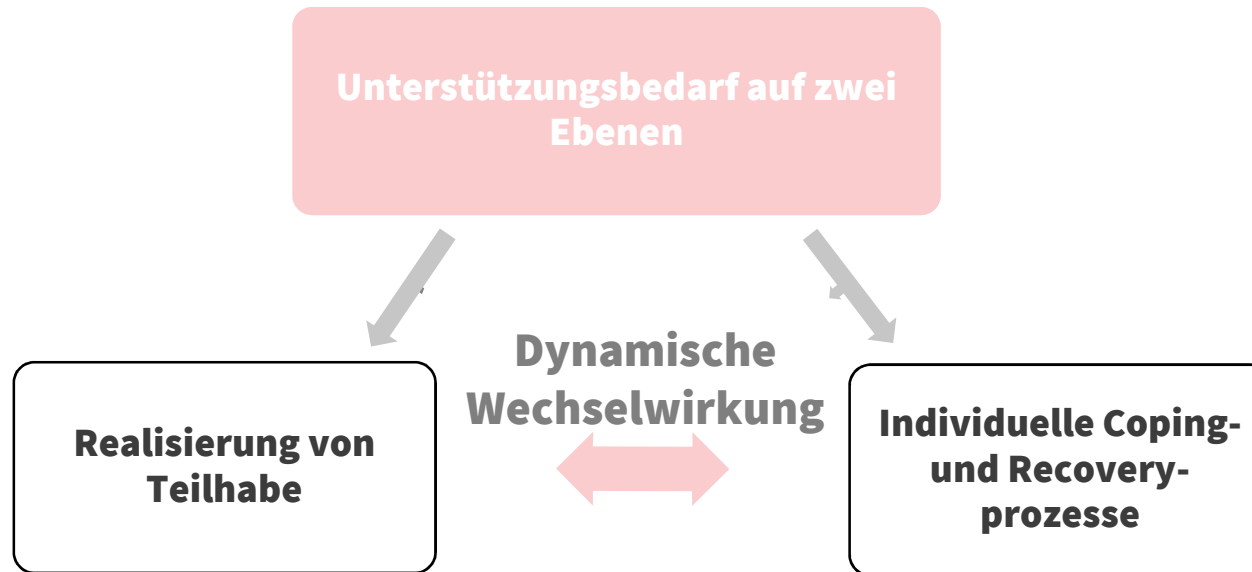 Unterstützungsbedarf auf zwei
Ebenen
Dynamische
Wechselwirkung
Realisierung von
Teilhabe
Individuelle Coping-
und Recovery-
prozesse